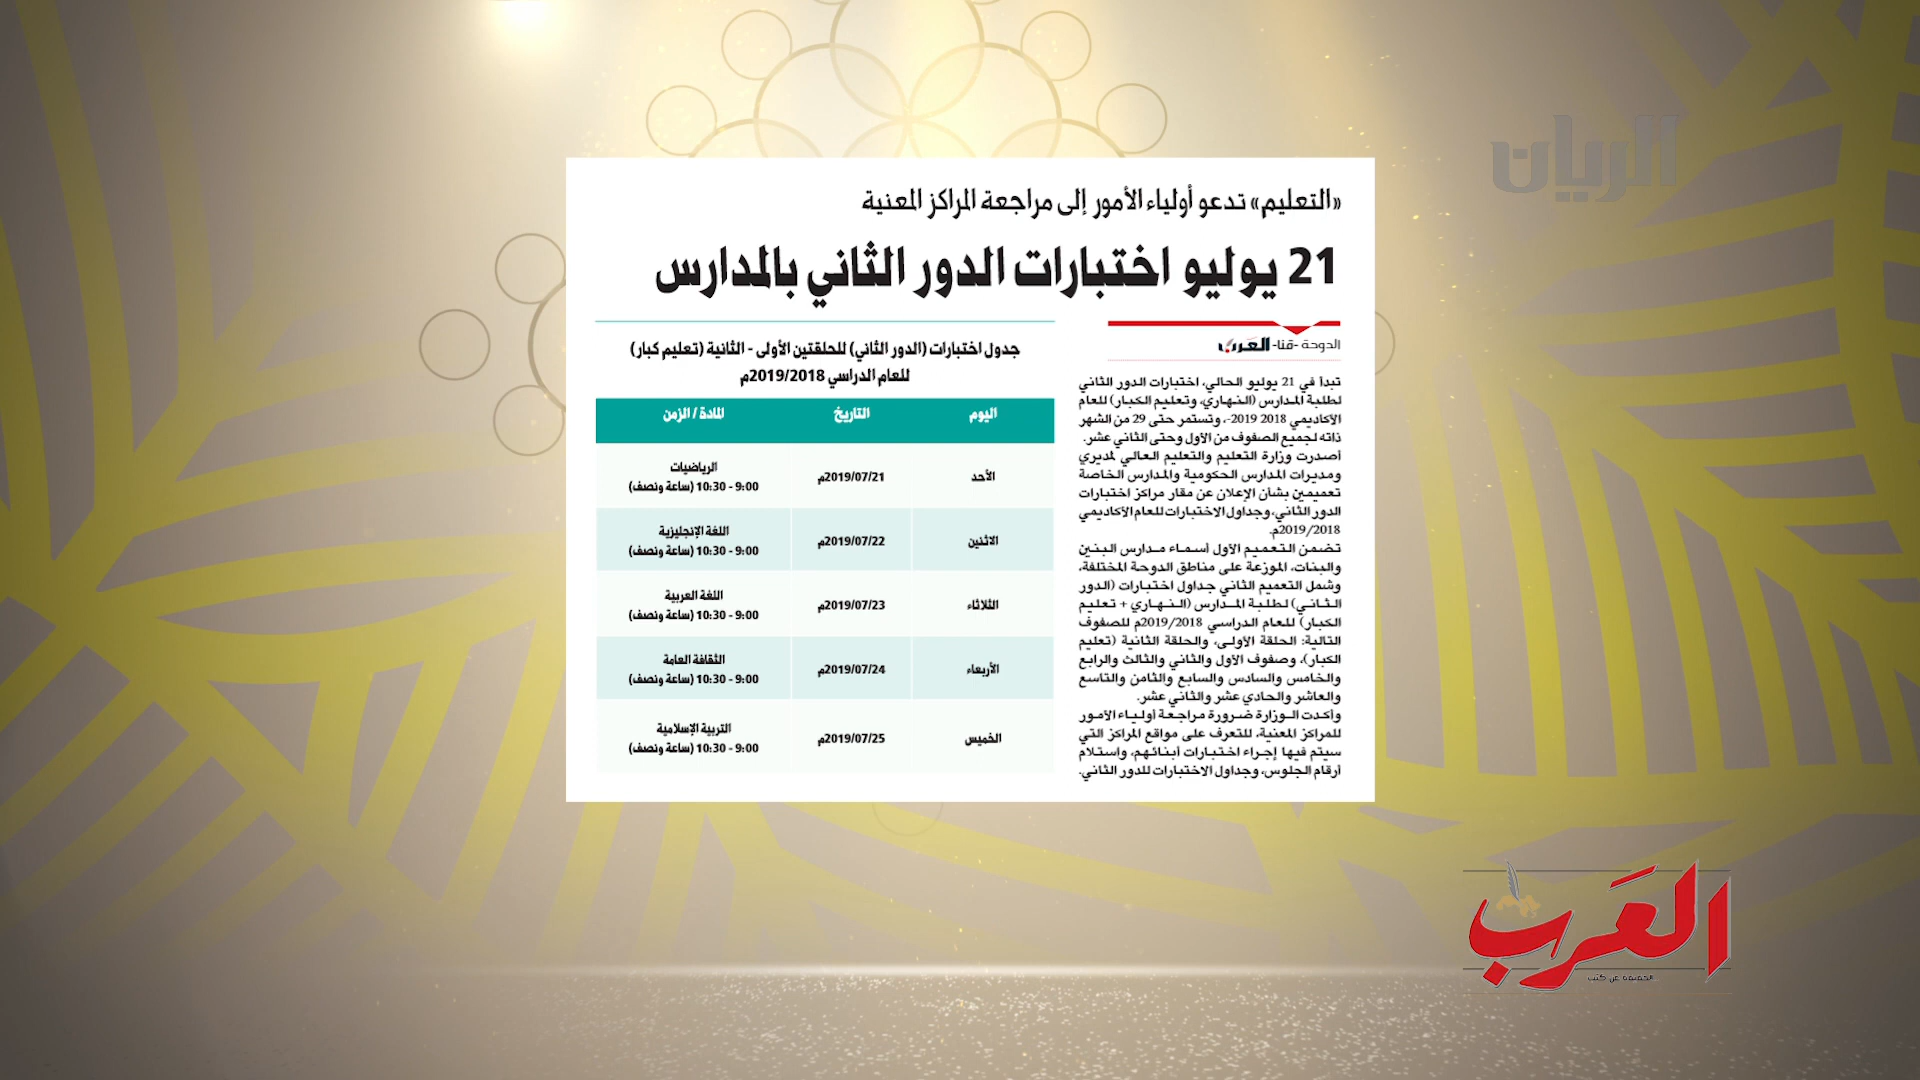 الريان
«التعليم» تدعو أولياء الأمور إلى مراجعة المراكز المعنية
21 يوليو اختبارات الدور الثاني بالمدارس
الدوحة -قنا- العرب
تبدأ في 21 يوليو الحالي، اختبارات الدور الثاني
لطلبة المدارس (النهاري، وتعليم الكبار) للعام
الأكاديمي 2018 2019-، وتستمر حتى 29 من الشهر
ذاته لجميع الصفوف من الأول وحتى الثاني عشر.
أصدرت وزارة التعليم والتعليم العالي لمديري
ومديرات المدارس الحكومية والمدارس الخاصة
تعميمين بشأن الإعلان عن مقار مراكز اختبارات
الدور الثاني، وجداول الاختبارات للعام الأكاديمي
2019/2018م.
تضمن التعميم الأول أسماء مدارس البنين
والبنات، الموزعة على مناطق الدوحة المختلفة،
وشمل التعميم الثاني جداول اختبارات (الدور
الثاني) لطلبة المدارس (النهاري + تعليم
الكبار) للعام الدراسي 2019/2018م للصفوف
التالية: الحلقة الأولى، والحلقة الثانية (تعليم
الكبار)، وصفوف الأول والثاني والثالث والرابع
والخامس والسادس والسابع والثامن والتاسع
والعاشر والحادي عشر والثاني عشر.
وأكدت الوزارة ضرورة مراجعة أولياء الأمور
للمراكز المعنية، للتعرف على مواقع المراكز التي
سيتم فيها إجراء اختبارات أبنائهم، واستلام
أرقام الجلوس، وجداول الاختبارات للدور الثاني.
جدول اختبارات (الدور الثاني) للحلقتين الأولى - الثانية (تعليم كبار)
للعام الدراسي 2019/2018م
اليوم التاريخ المادة / الزمن
الأحد 2019/07/21م الرياضيات
9:00 - 10:30 (ساعة ونصف)
الاثنين 2019/07/22م اللغة الإنجليزية
9:00 - 10:30 (ساعة ونصف)
الثلاثاء 2019/07/23م اللغة العربية
9:00 - 10:30 (ساعة ونصف)
الأربعاء 2019/07/24م الثقافة العامة
9:00 - 10:30 (ساعة ونصف)
الخميس 2019/07/25م التربية الإسلامية
9:00 - 10:30 (ساعة ونصف)
العرب
الحقيقة عن كثب